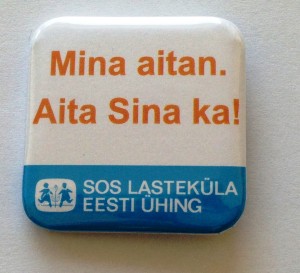 Mina aitan.
Aita Sina ka!
SOS LASTEKÜLA
EESTI ÜHING